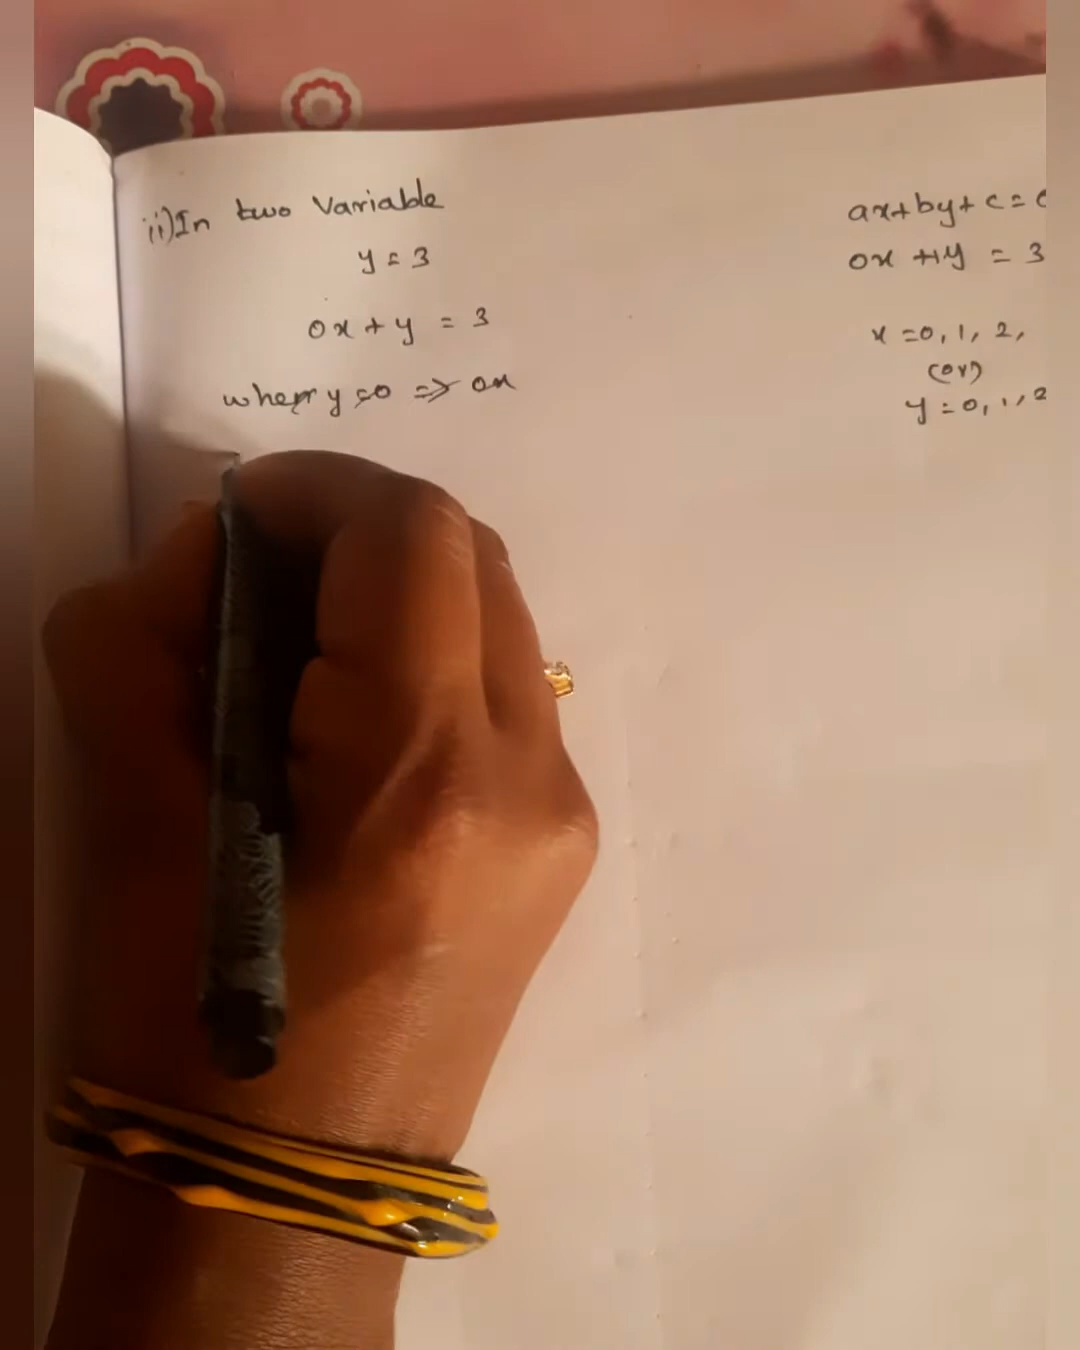 ii) In two Variable
y = 3
0x + y = 3
when y = 0 ⇒ 0x
ax + by + c = 0
0x + 1y = 3
x = 0, 1, 2,
(or)
y = 0, 1, 2